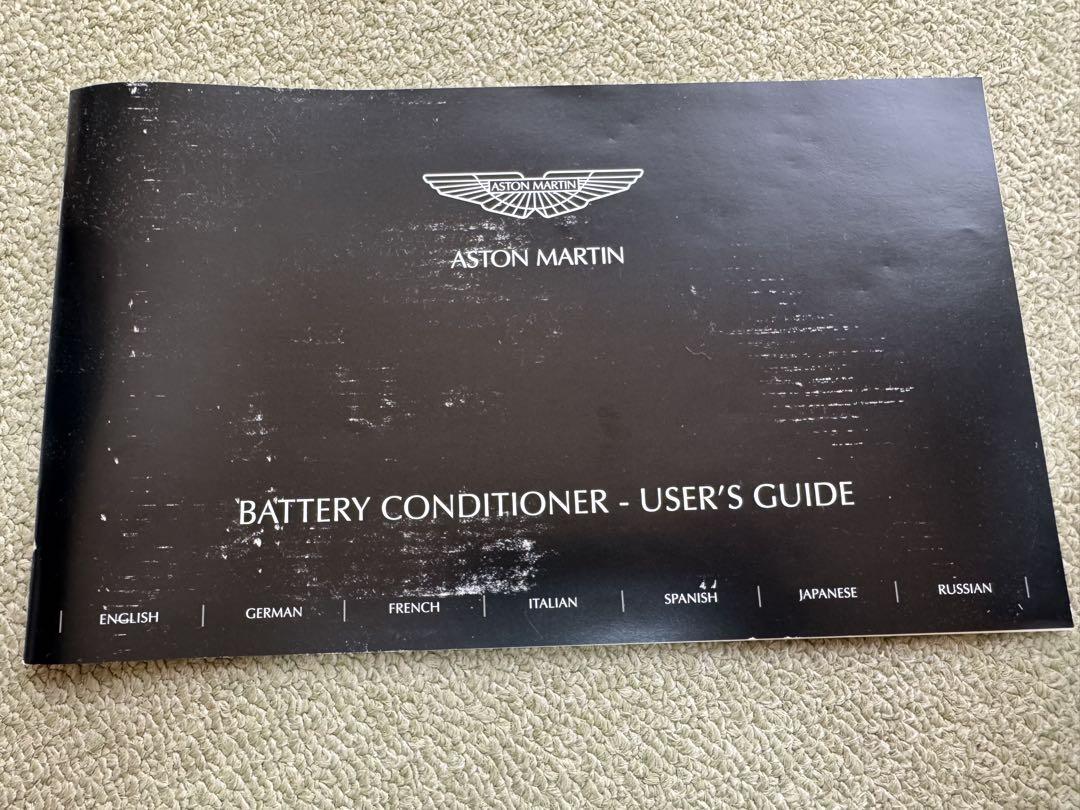 ASTON MARTIN
ASTON MARTIN
BATTERY CONDITIONER - USER'S GUIDE
ENGLISH | GERMAN | FRENCH | ITALIAN | SPANISH | JAPANESE | RUSSIAN